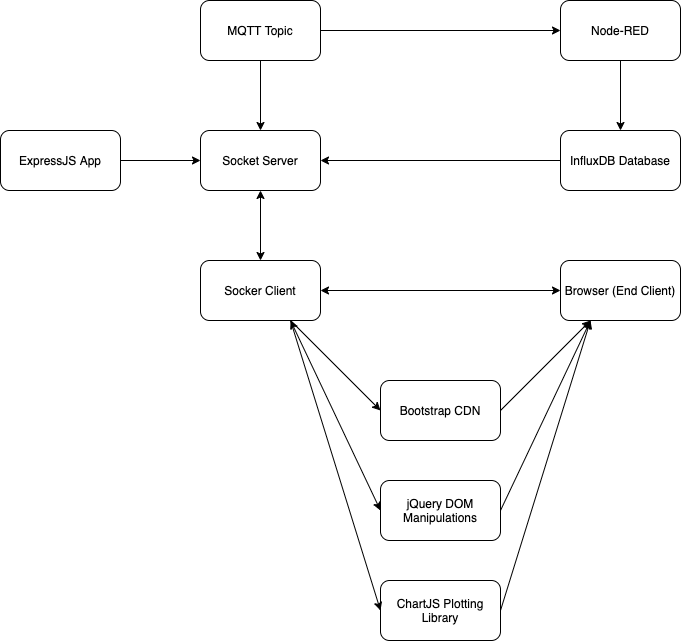 MQTT Topic
Node-RED
ExpressJS App
Socket Server
InfluxDB Database
Socker Client
Browser (End Client)
Bootstrap CDN
jQuery DOM
Manipulations
ChartJS Plotting
Library